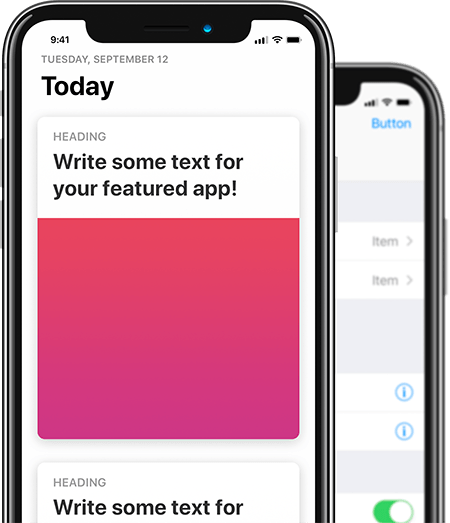 9:41
TUESDAY, SEPTEMBER 12
Today
HEADING
Write some text for
your featured app!
HEADING
Write some text for
Button
Item
Item